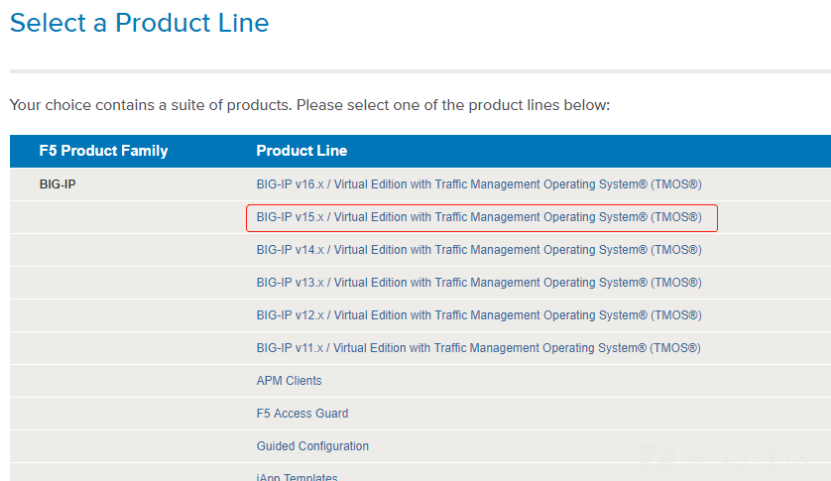 Select a Product Line
Your choice contains a suite of products. Please select one of the product lines below:
F5 Product Family Product Line
BIG-IP BIG-IP v16.x / Virtual Edition with Traffic Management Operating System® (TMOS®)
BIG-IP v15.x / Virtual Edition with Traffic Management Operating System® (TMOS®)
BIG-IP v14.x / Virtual Edition with Traffic Management Operating System® (TMOS®)
BIG-IP v13.x / Virtual Edition with Traffic Management Operating System® (TMOS®)
BIG-IP v12.x / Virtual Edition with Traffic Management Operating System® (TMOS®)
BIG-IP v11.x / Virtual Edition with Traffic Management Operating System® (TMOS®)
APM Clients
F5 Access Guard
Guided Configuration
iApp Templates